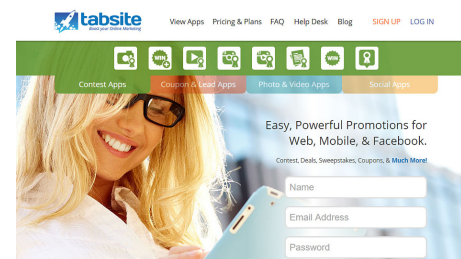 tabsite
Boost your Online Marketing
View Apps Pricing & Plans FAQ Help Desk Blog SIGN UP LOG IN
WIN WIN
Contest Apps Coupon & Lead Apps Photo & Video Apps Social Apps
Easy, Powerful Promotions for
Web, Mobile, & Facebook.
Contest, Deals, Sweepstakes, Coupons, & Much More!
Name
Email Address
Password